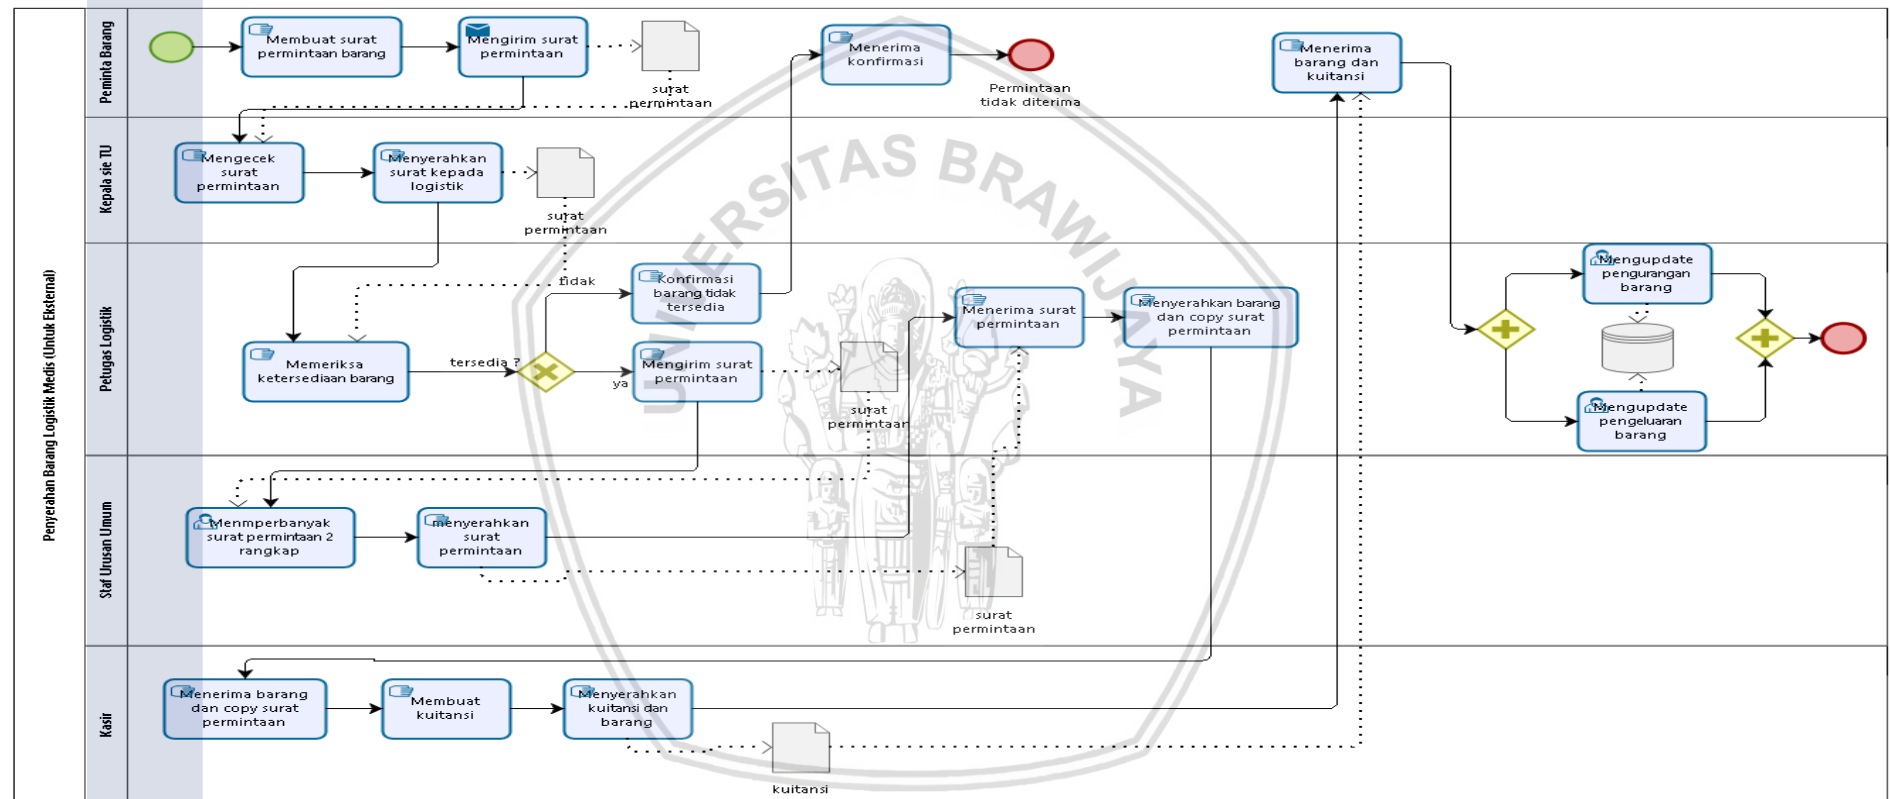 Penyerahan Barang Logistik Medis (Untuk Eksternal)
Peminta Barang
Membuat surat
permintaan barang
Mengirim surat
permintaan
surat
permintaan
Menerima
konfirmasi
Permintaan
tidak diterima
Menerima
barang dan
kuitansi
Kepala sie TU
Mengecek
surat
permintaan
Menyerahkan
surat kepada
logistik
surat
permintaan
Petugas Logistik
Memeriksa
ketersediaan barang
tersedia ?
Tidak
ya
Konfirmasi
barang tidak
tersedia
Mengirim surat
permintaan
surat
permintaan
Menerima surat
permintaan
Menyerahkan barang
dan copy surat
permintaan
Mengupdate
pengurangan
barang
Mengupdate
pengeluaran
barang
Staf Urusan Umum
Menmperbanyak
surat permintaan 2
rangkap
menyerahkan
surat
permintaan
surat
permintaan
Kasir
Menerima barang
dan copy surat
permintaan
Membuat
kuitansi
Menyerahkan
kuitansi dan
barang
kuitansi
UNIVERSITAS BRAWIJAYA